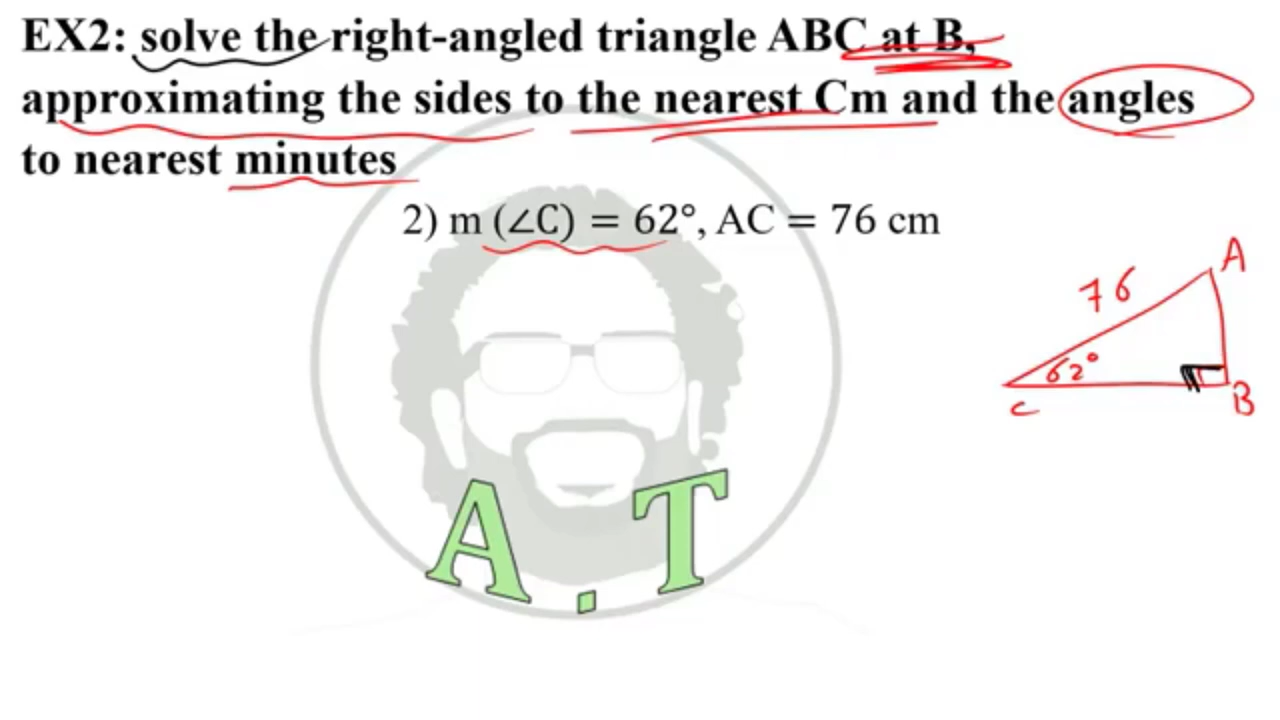 EX2: solve the right-angled triangle ABC at B,
approximating the sides to the nearest Cm and the angles
to nearest minutes
2) m (∠C) = 62°, AC = 76 cm
A
76
62°
C
B
A . T